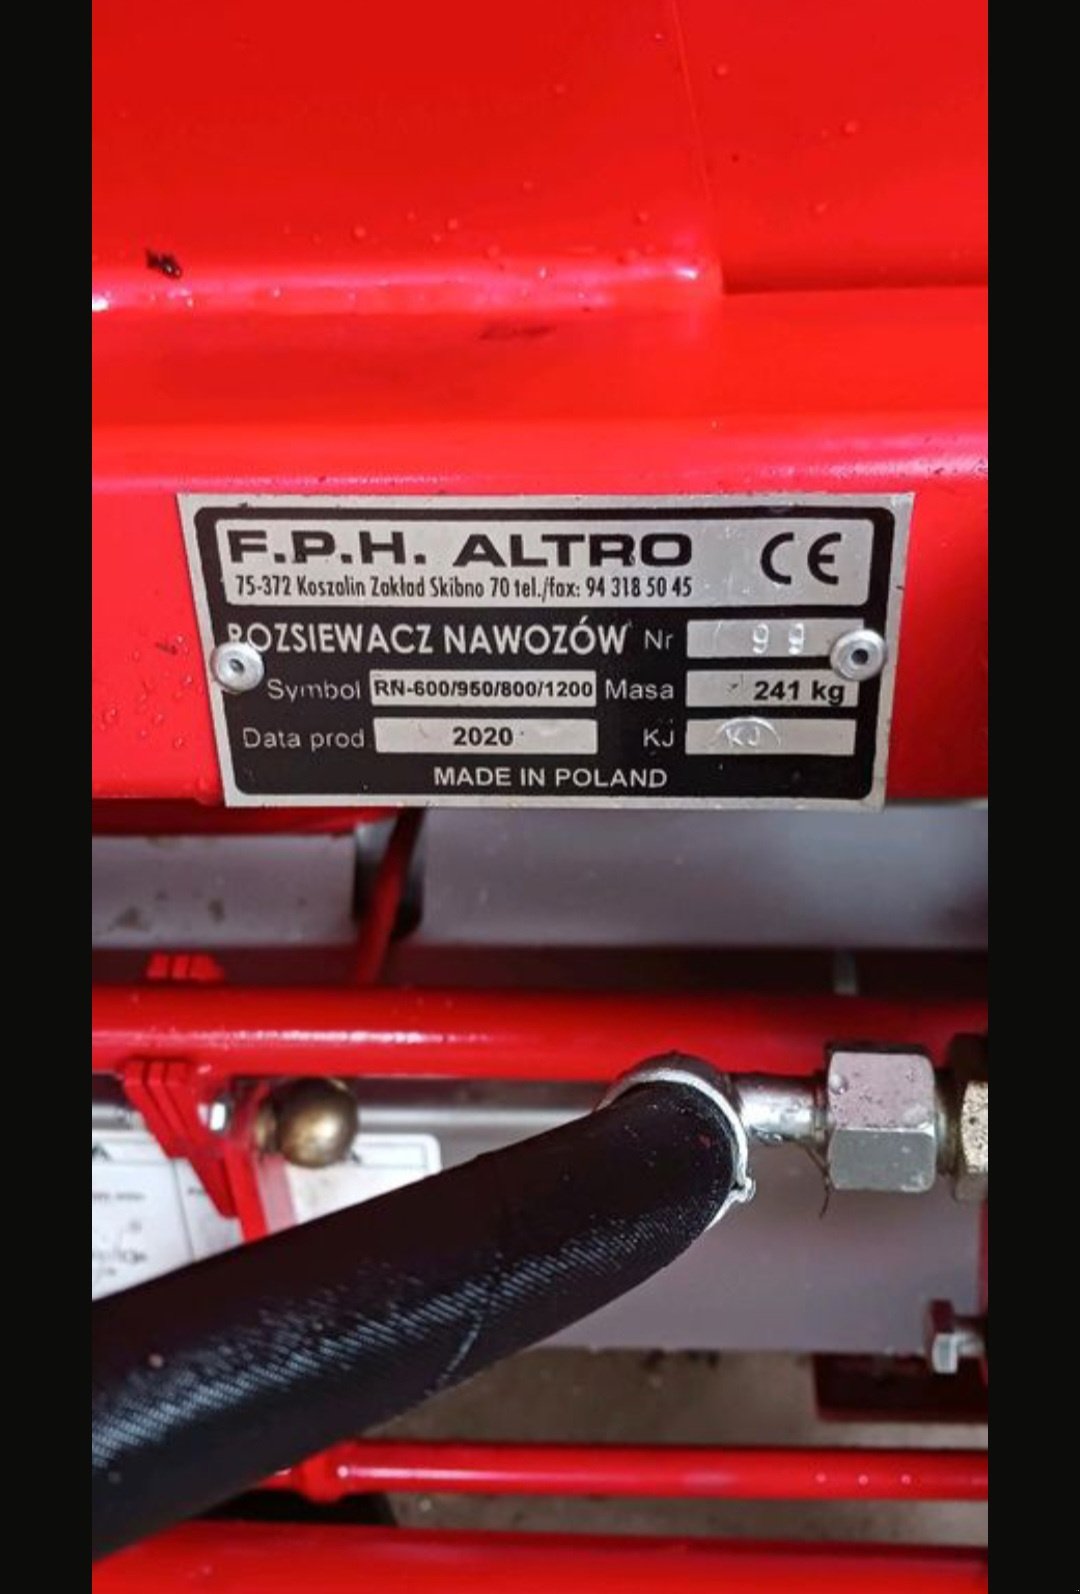 F.P.H. ALTRO CE
75-372 Koszalin Zakład Skibno 70 tel./fax: 94 318 50 45
ROZSIEWACZ NAWOZÓW Nr 99
Symbol RN-600/950/800/1200 Masa 241 kg
Data prod 2020 KJ KJ
MADE IN POLAND